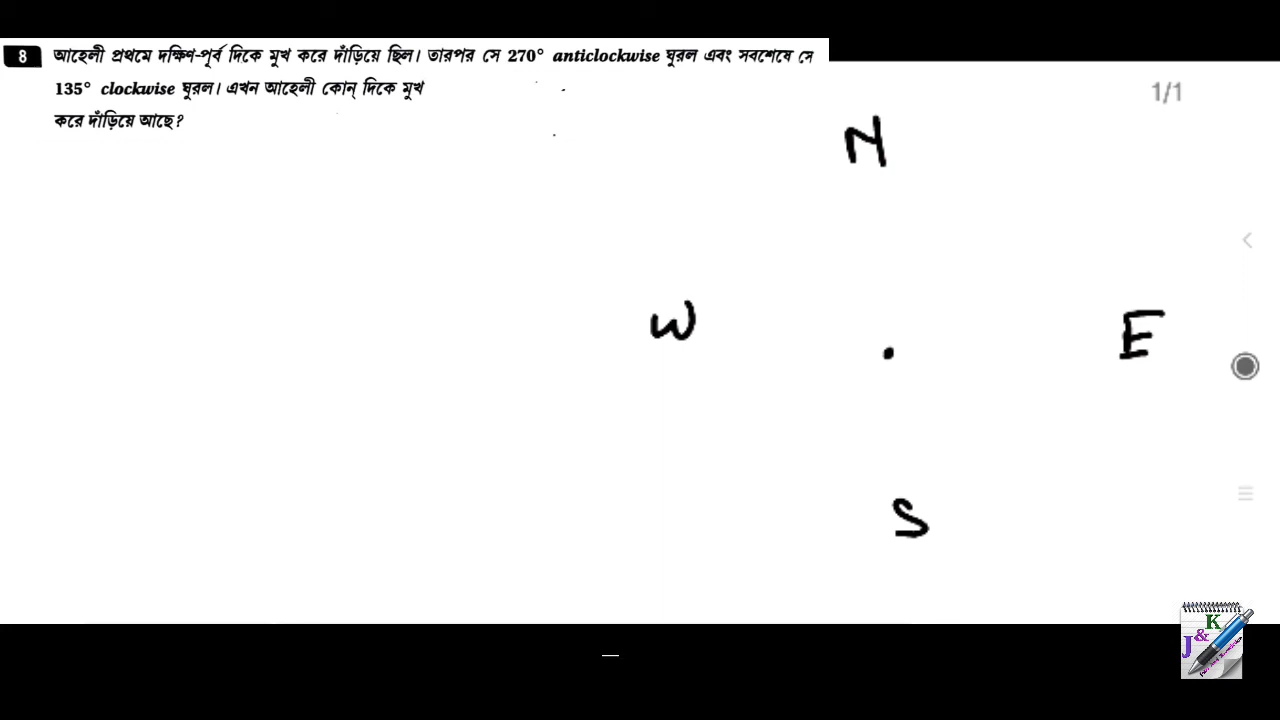 8 আহেলী প্রথমে দক্ষিণ-পূর্ব দিকে মুখ করে দাঁড়িয়ে ছিল। তারপর সে 270° anticlockwise ঘুরল এবং সবশেষে সে
135° clockwise ঘুরল। এখন আহেলী কোন্ দিকে মুখ
করে দাঁড়িয়ে আছে?
1/1
N
W
E
S
J&K